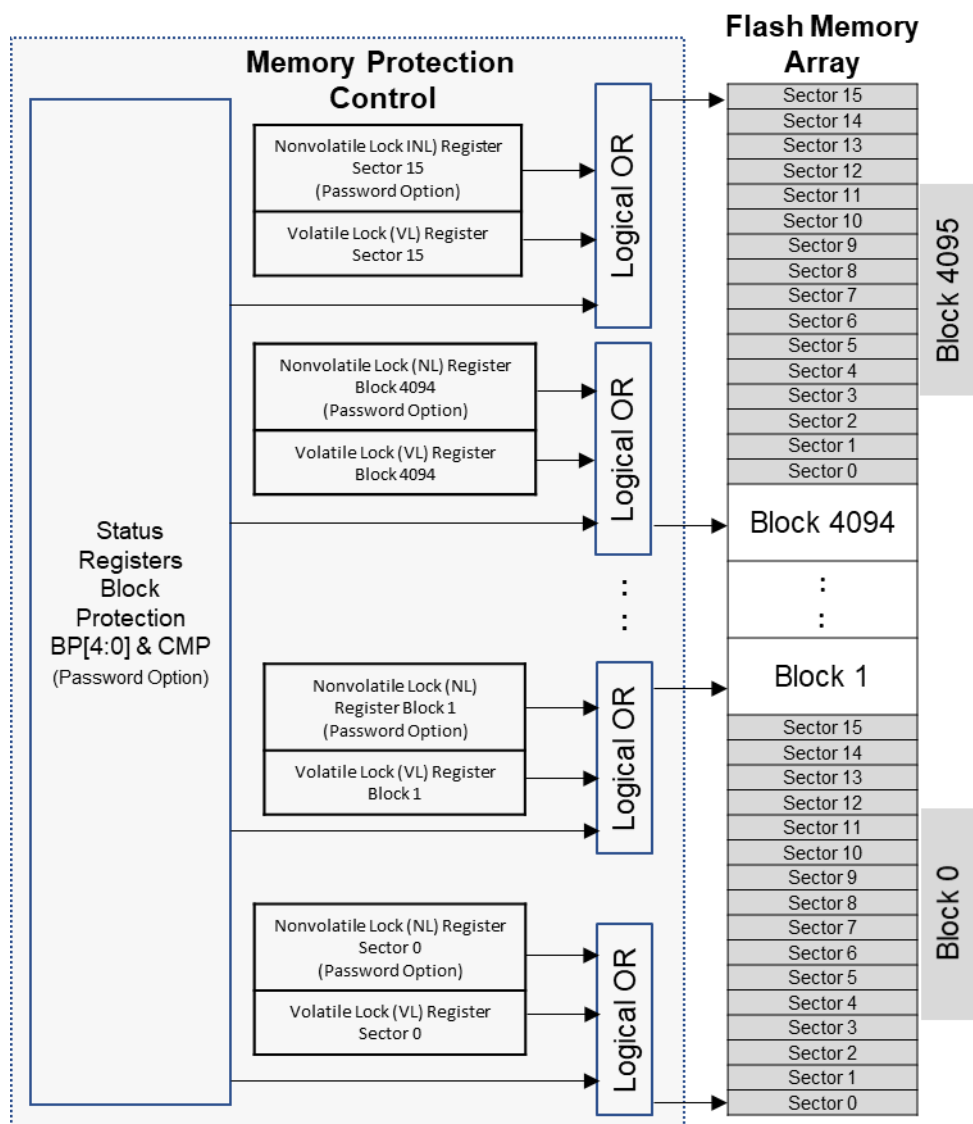 Memory Protection
Control
Flash Memory
Array
Status
Registers
Block
Protection
BP[4:0] & CMP
(Password Option)
Nonvolatile Lock INL) Register
Sector 15
(Password Option)
Volatile Lock (VL) Register
Sector 15
Logical OR
Nonvolatile Lock (NL) Register
Block 4094
(Password Option)
Volatile Lock (VL) Register
Block 4094
Logical OR
:
:
Nonvolatile Lock (NL)
Register Block 1
(Password Option)
Volatile Lock (VL) Register
Block 1
Logical OR
Nonvolatile Lock (NL) Register
Sector 0
(Password Option)
Volatile Lock (VL) Register
Sector 0
Logical OR
Sector 15
Sector 14
Sector 13
Sector 12
Sector 11
Sector 10
Sector 9
Sector 8
Sector 7
Sector 6
Sector 5
Sector 4
Sector 3
Sector 2
Sector 1
Sector 0
Block 4095
Block 4094
:
:
Block 1
Sector 15
Sector 14
Sector 13
Sector 12
Sector 11
Sector 10
Sector 9
Sector 8
Sector 7
Sector 6
Sector 5
Sector 4
Sector 3
Sector 2
Sector 1
Sector 0
Block 0